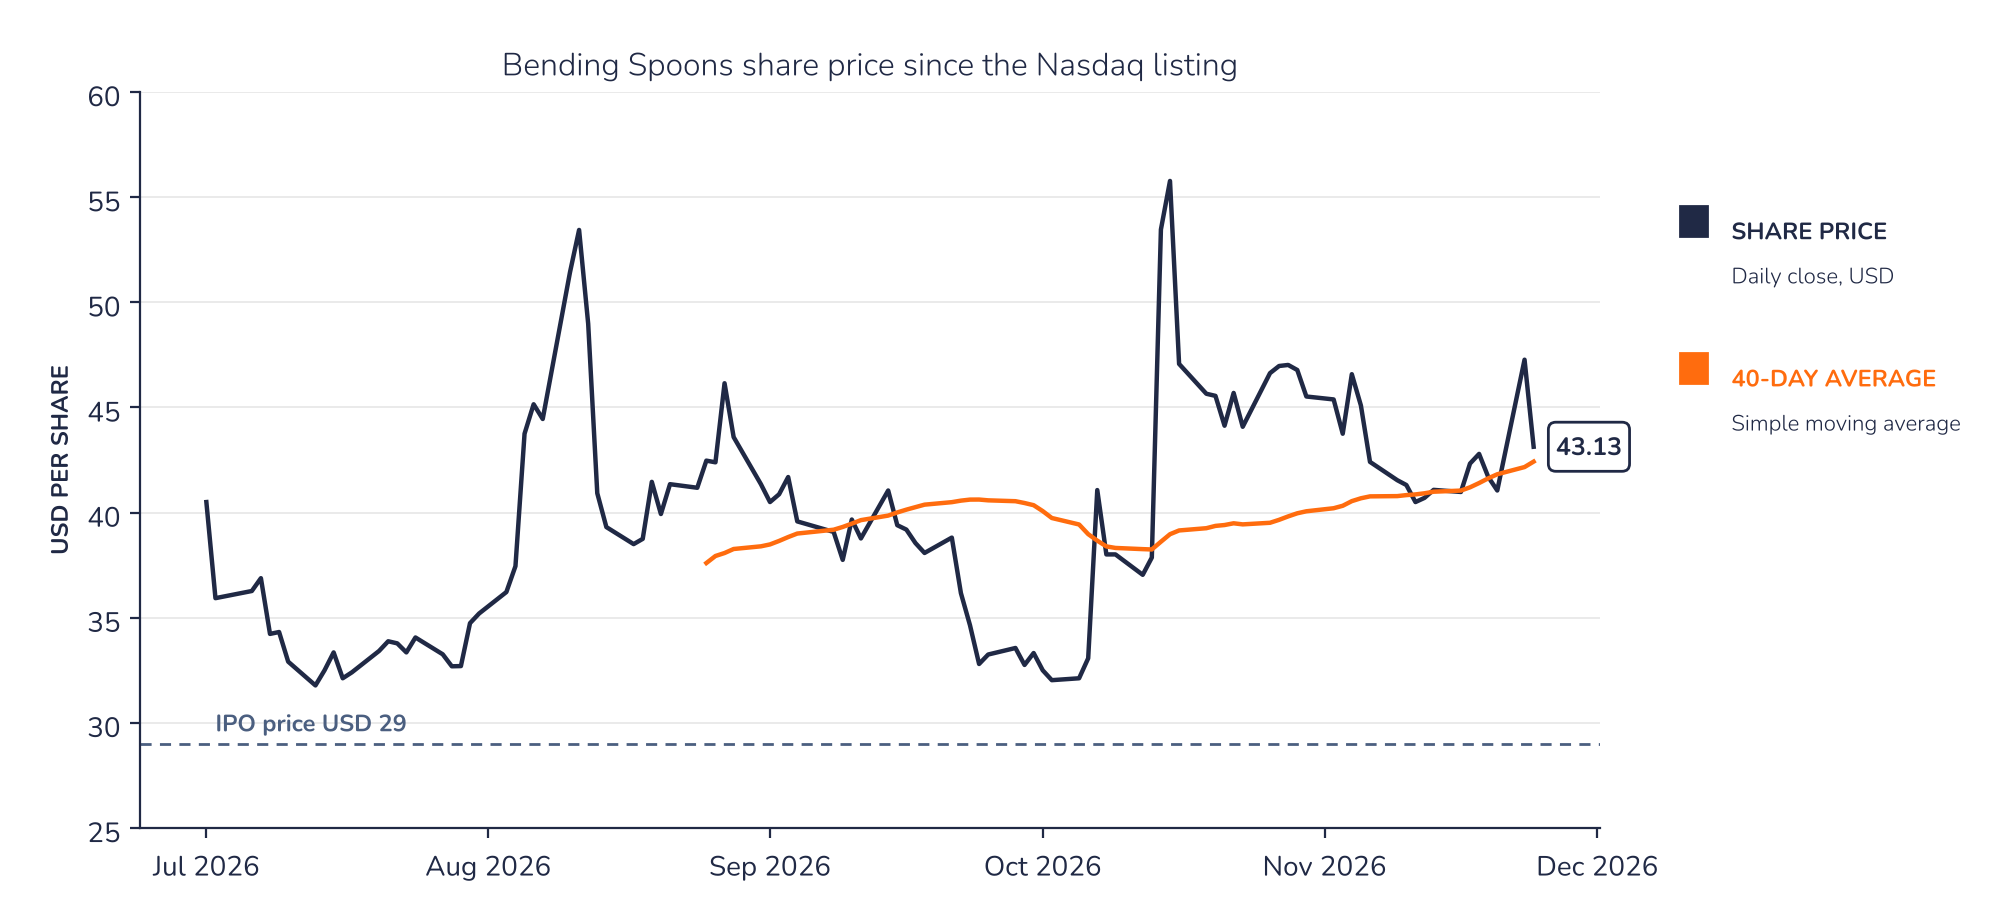 Bending Spoons share price since the Nasdaq listing
60
55
50
45
40
35
30
25
USD PER SHARE
IPO price USD 29
43.13
Jul 2026
Aug 2026
Sep 2026
Oct 2026
Nov 2026
Dec 2026
SHARE PRICE
Daily close, USD
40-DAY AVERAGE
Simple moving average